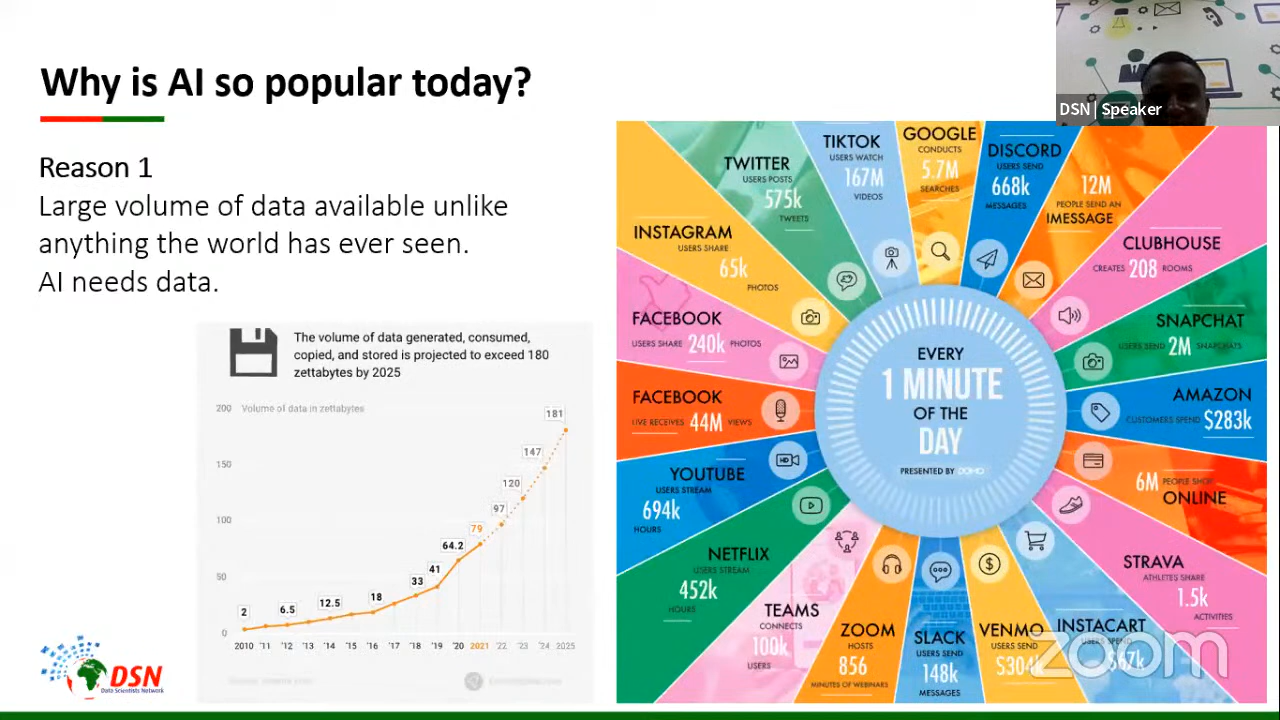 Why is AI so popular today?
DSN | Speaker
Reason 1
Large volume of data available unlike
anything the world has ever seen.
AI needs data.
The volume of data generated, consumed,
copied, and stored is projected to exceed 180
zettabytes by 2025
200 Volume of data in zettabytes
181
150
147
120
100
97
79
64.2
50
41
33
18
12.5
6.5
2
0
2010 '11 '12 '13 '14 '15 '16 '17 '18 '19 '20 2021 '22 '23 '24 2025
DSN
Data Scientists Network
EVERY
1 MINUTE
OF THE
DAY
PRESENTED BY DOMO
GOOGLE
CONDUCTS
5.7M
SEARCHES
DISCORD
USERS SEND
668k
MESSAGES
12M
PEOPLE SEND AN
IMESSAGE
CLUBHOUSE
CREATES 208 ROOMS
SNAPCHAT
USERS SEND 2M SNAPCHATS
AMAZON
CUSTOMERS SPEND $283k
6M PEOPLE SHOP
ONLINE
STRAVA
ATHLETES SHARE
1.5k
ACTIVITIES
INSTACART
USERS SPEND
$67k
VENMO
USERS SEND
$304k
SLACK
USERS SEND
148k
MESSAGES
ZOOM
HOSTS
856
MINUTES OF WEBINARS
TEAMS
CONNECTS
100k
USERS
NETFLIX
USERS STREAM
452k
HOURS
YOUTUBE
USERS STREAM
694k
HOURS
FACEBOOK
LIVE RECEIVES 44M VIEWS
FACEBOOK
USERS SHARE 240k PHOTOS
INSTAGRAM
USERS SHARE
65k
PHOTOS
TWITTER
USERS POSTS
575k
TWEETS
TIKTOK
USERS WATCH
167M
VIDEOS
zoom